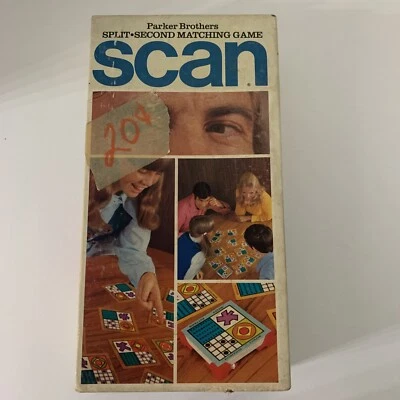 Parker Brothers
SPLIT•SECOND MATCHING GAME
scan
20¢